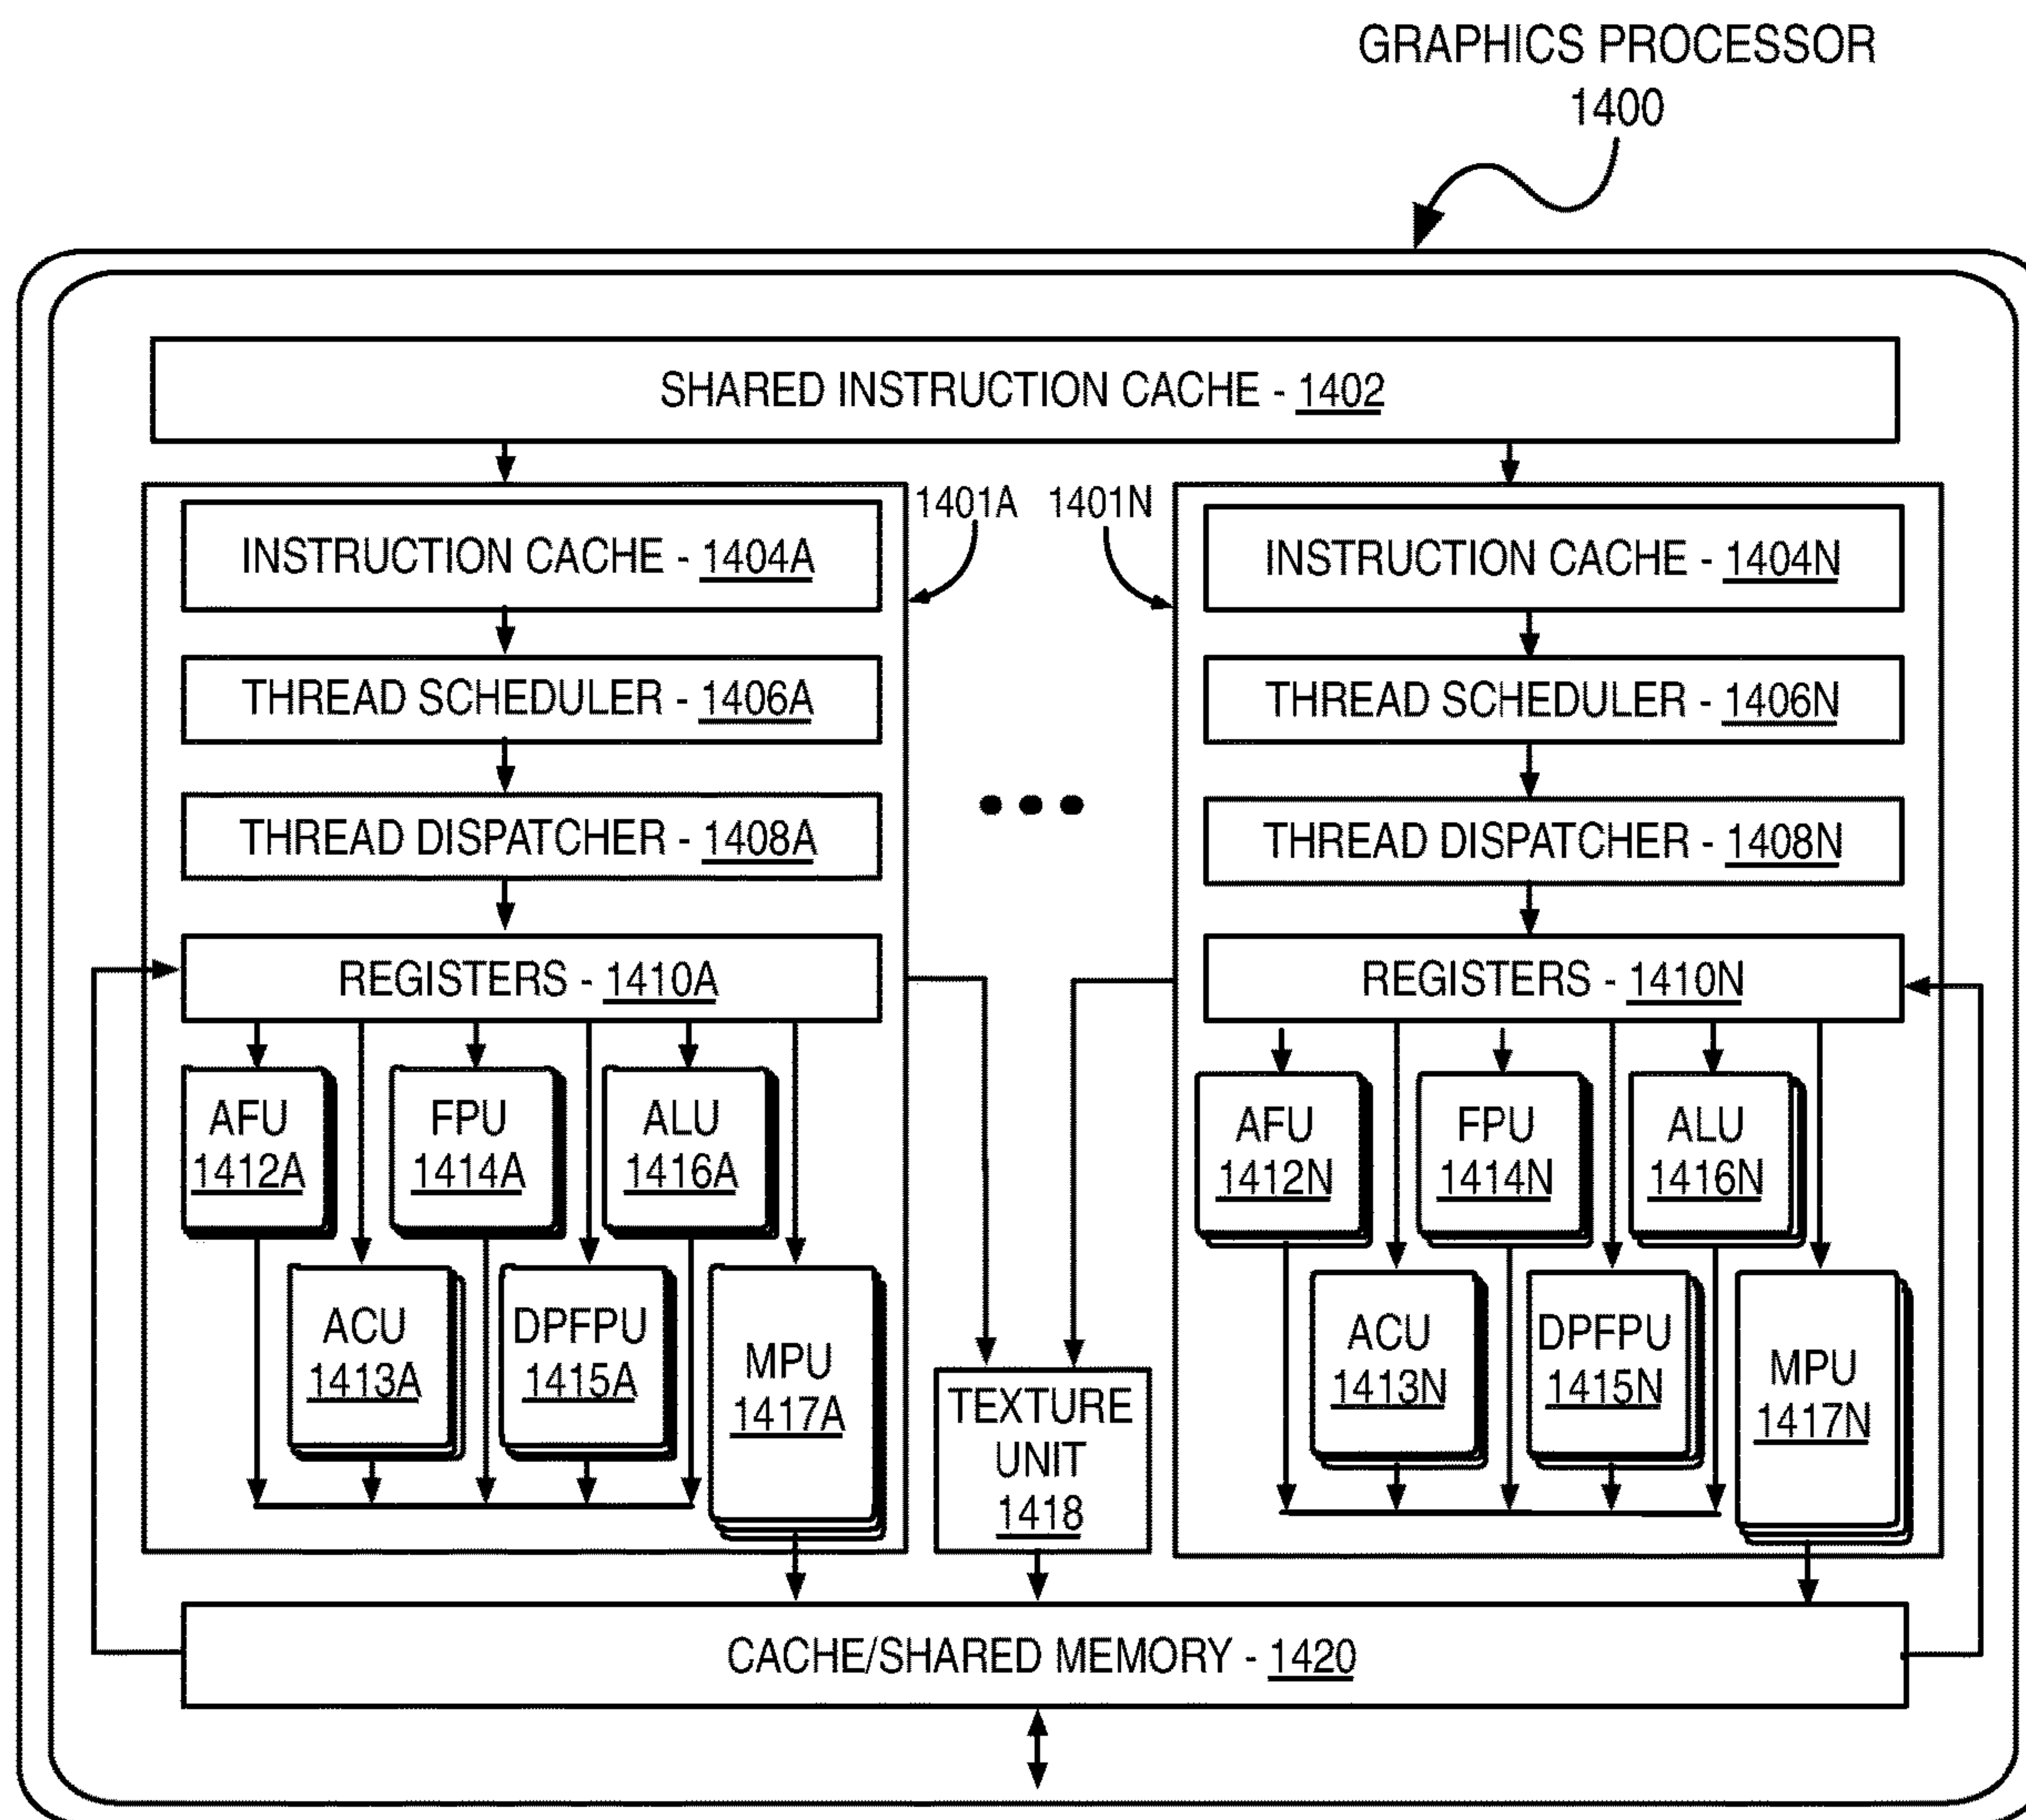 GRAPHICS PROCESSOR
1400
SHARED INSTRUCTION CACHE - 1402
1401A
1401N
INSTRUCTION CACHE - 1404A
THREAD SCHEDULER - 1406A
THREAD DISPATCHER - 1408A
REGISTERS - 1410A
AFU
1412A
FPU
1414A
ALU
1416A
ACU
1413A
DPFPU
1415A
MPU
1417A
INSTRUCTION CACHE - 1404N
THREAD SCHEDULER - 1406N
THREAD DISPATCHER - 1408N
REGISTERS - 1410N
AFU
1412N
FPU
1414N
ALU
1416N
ACU
1413N
DPFPU
1415N
MPU
1417N
TEXTURE
UNIT
1418
CACHE/SHARED MEMORY - 1420